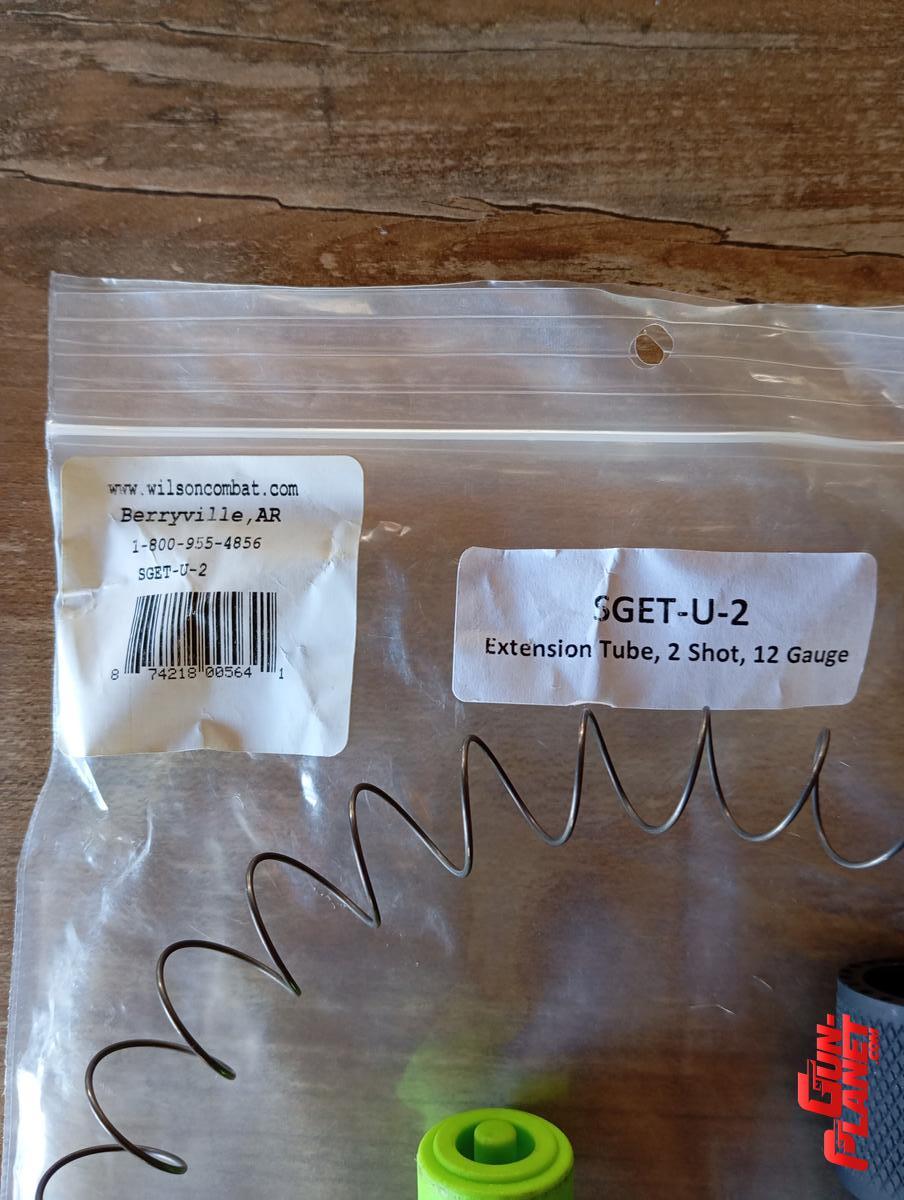 www.wilsoncombat.com
Berryville,AR
1-800-955-4856
SGET-U-2
8 74218 00564 1
SGET-U-2
Extension Tube, 2 Shot, 12 Gauge
GUN-
PLANET
.COM